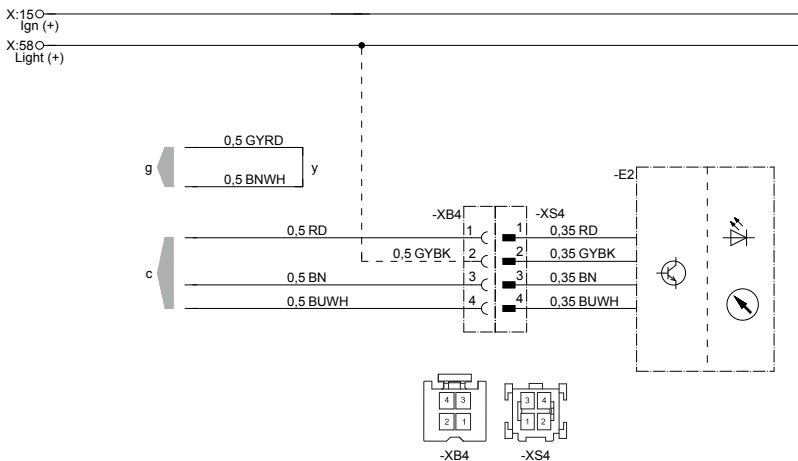 X:15
Ign (+)
X:58
Light (+)
0,5 GYRD
g
y
0,5 BNWH
-E2
-XB4
-XS4
0,5 RD
1
1
0,35 RD
0,5 GYBK
2
2
0,35 GYBK
c
0,5 BN
3
3
0,35 BN
0,5 BUWH
4
4
0,35 BUWH
4 3
3 4
2 1
1 2
-XB4
-XS4